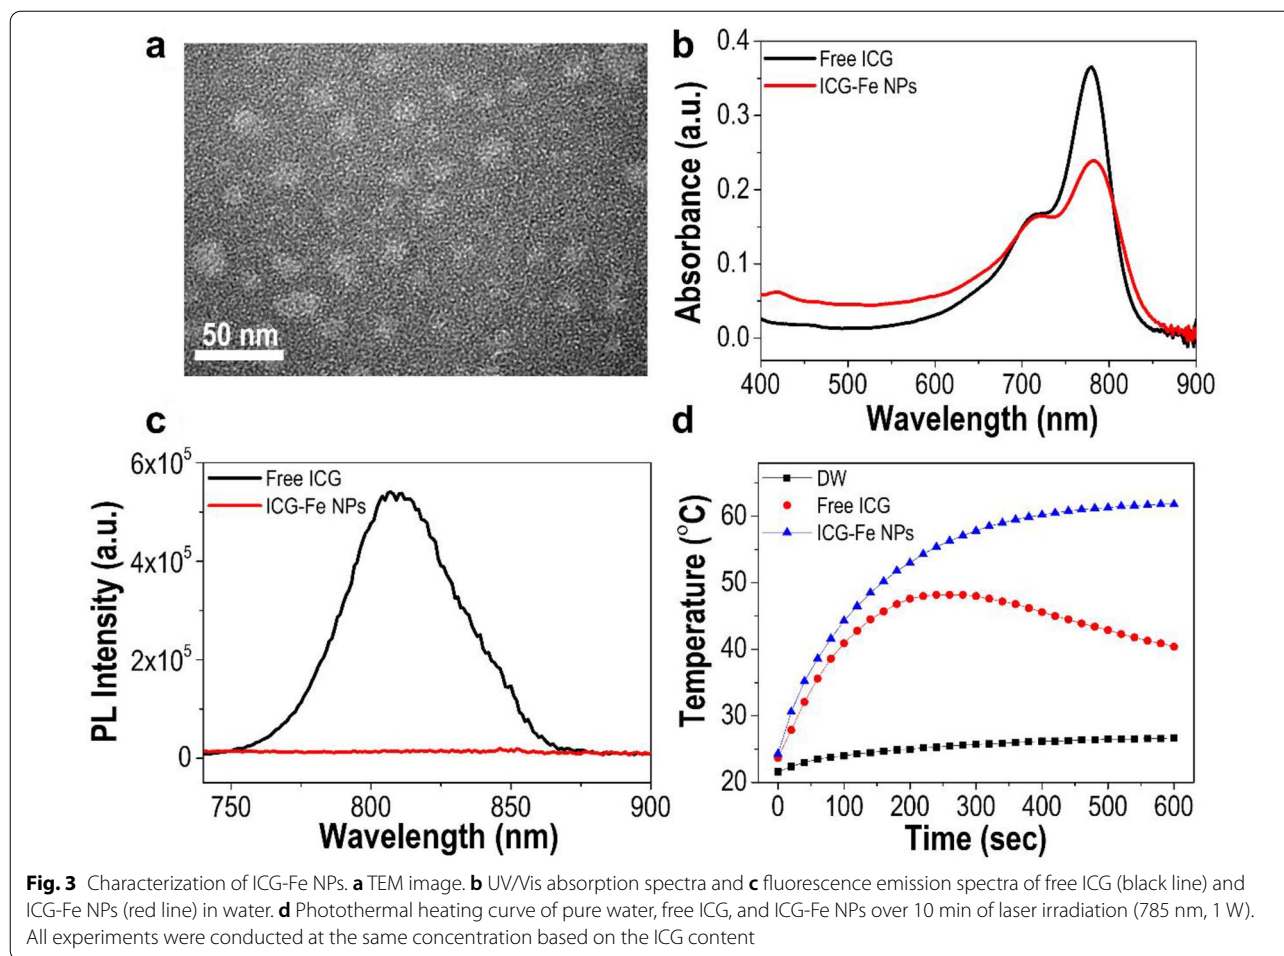 a
50 nm
b
0.4
0.3
0.2
0.1
0.0
Absorbance (a.u.)
Free ICG
ICG-Fe NPs
400 500 600 700 800 900
Wavelength (nm)
c
6x10⁵
4x10⁵
2x10⁵
0
PL Intensity (a.u.)
Free ICG
ICG-Fe NPs
750 800 850 900
Wavelength (nm)
d
60
50
40
30
20
Temperature (°C)
DW
Free ICG
ICG-Fe NPs
0 100 200 300 400 500 600
Time (sec)
Fig. 3 Characterization of ICG-Fe NPs. a TEM image. b UV/Vis absorption spectra and c fluorescence emission spectra of free ICG (black line) and
ICG-Fe NPs (red line) in water. d Photothermal heating curve of pure water, free ICG, and ICG-Fe NPs over 10 min of laser irradiation (785 nm, 1 W).
All experiments were conducted at the same concentration based on the ICG content